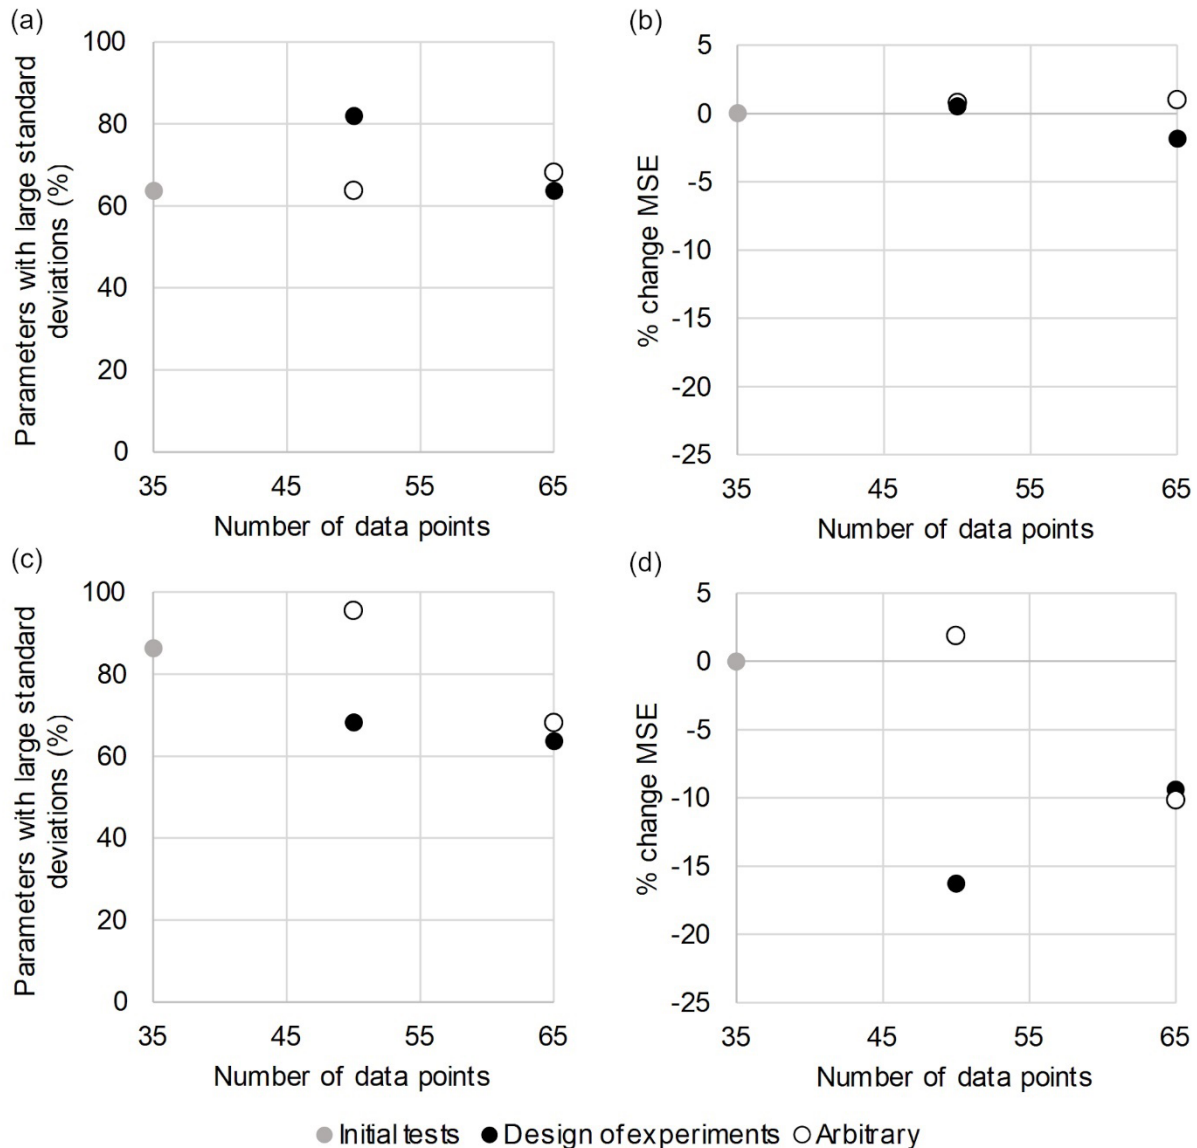 (a)
Parameters with large standard
deviations (%)
100
80
60
40
20
0
35 45 55 65
Number of data points
(b)
% change MSE
5
0
-5
-10
-15
-20
-25
35 45 55 65
Number of data points
(c)
Parameters with large standard
deviations (%)
100
80
60
40
20
0
35 45 55 65
Number of data points
(d)
% change MSE
5
0
-5
-10
-15
-20
-25
35 45 55 65
Number of data points
Initial tests Design of experiments Arbitrary